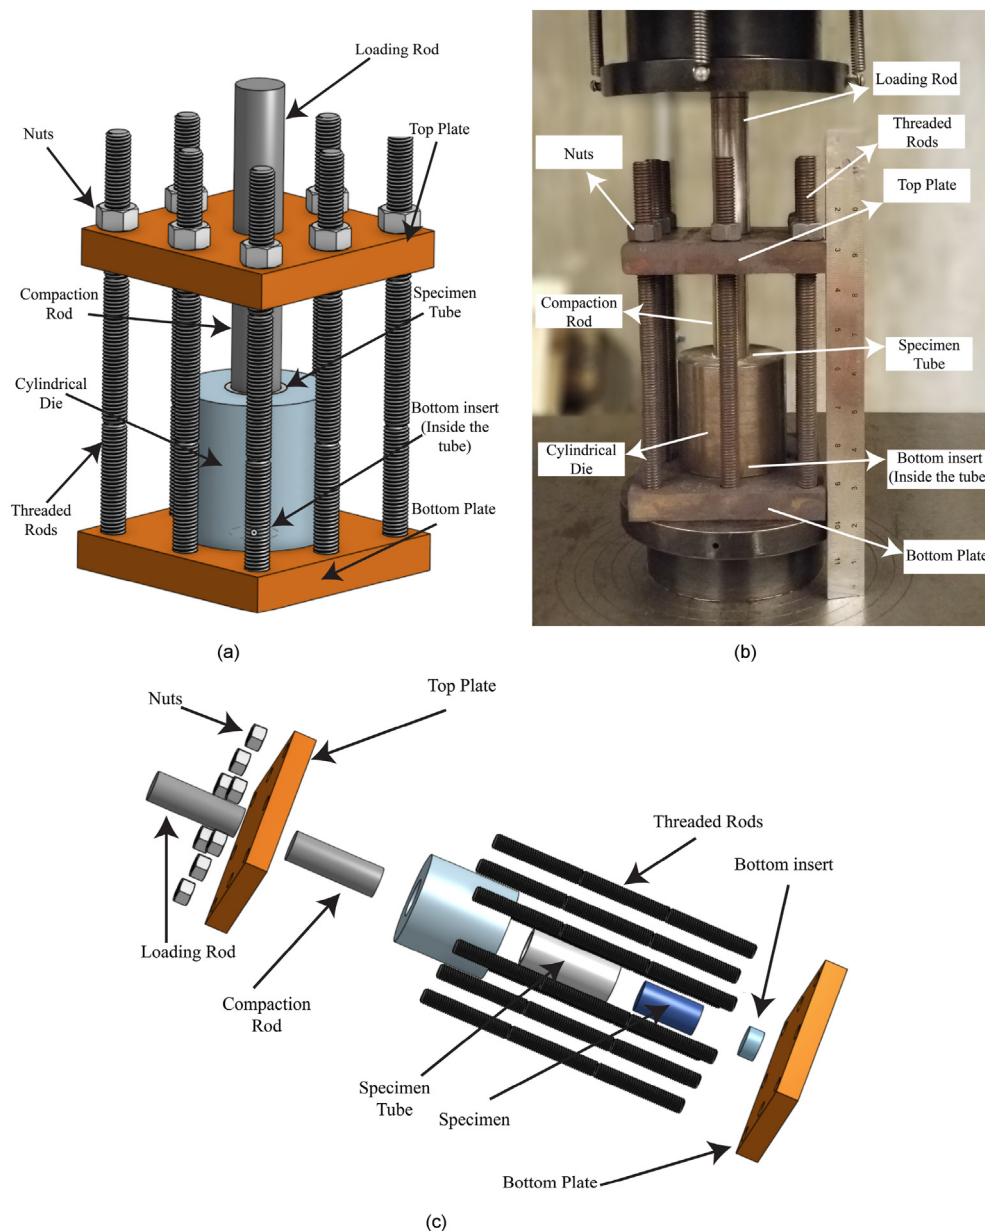 Loading Rod
Nuts
Top Plate
Compaction
Rod
Specimen
Tube
Cylindrical
Die
Bottom insert
(Inside the
tube)
Threaded
Rods
Bottom Plate
(a)
Loading Rod
Threaded
Rods
Nuts
Top Plate
Compaction
Rod
Specimen
Tube
Cylindrical
Die
Bottom insert
(Inside the tube
Bottom Plate
(b)
Nuts
Top Plate
Threaded Rods
Bottom insert
Loading Rod
Compaction
Rod
Specimen
Tube
Specimen
Bottom Plate
(c)